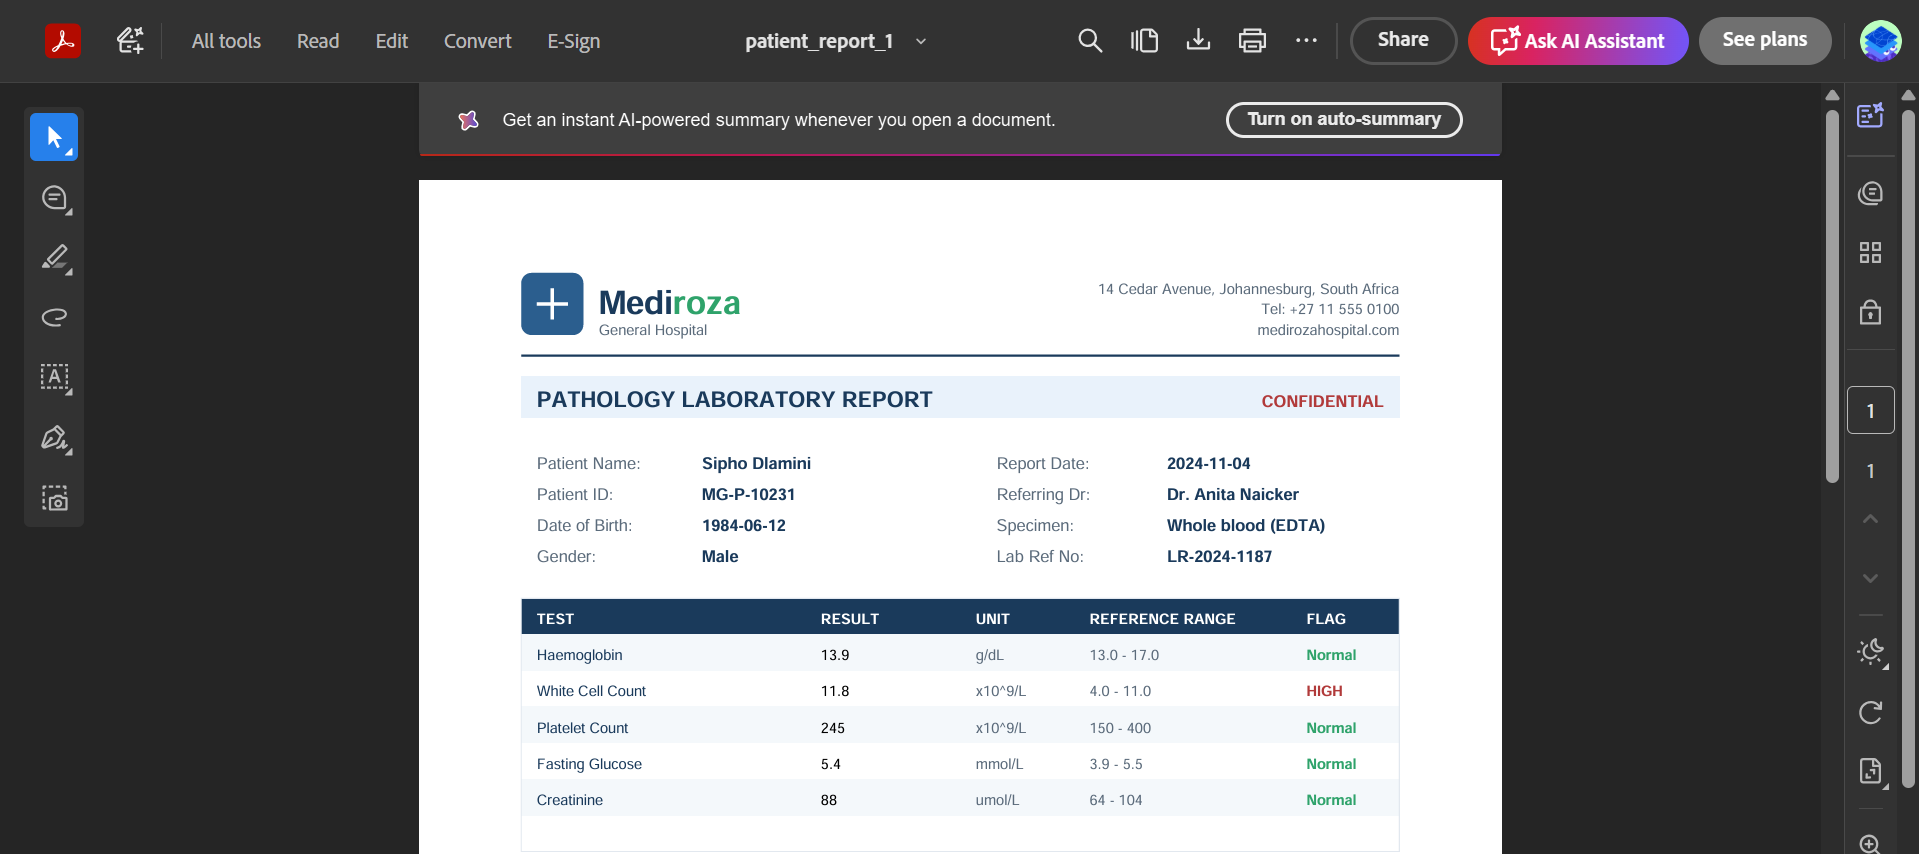 All tools Read Edit Convert E-Sign patient_report_1 Share Ask AI Assistant See plans
Get an instant AI-powered summary whenever you open a document. Turn on auto-summary
Mediroza
General Hospital
14 Cedar Avenue, Johannesburg, South Africa
Tel: +27 11 555 0100
medirozahospital.com
PATHOLOGY LABORATORY REPORT CONFIDENTIAL
Patient Name: Sipho Dlamini Report Date: 2024-11-04
Patient ID: MG-P-10231 Referring Dr: Dr. Anita Naicker
Date of Birth: 1984-06-12 Specimen: Whole blood (EDTA)
Gender: Male Lab Ref No: LR-2024-1187
TEST RESULT UNIT REFERENCE RANGE FLAG
Haemoglobin 13.9 g/dL 13.0 - 17.0 Normal
White Cell Count 11.8 x10^9/L 4.0 - 11.0 HIGH
Platelet Count 245 x10^9/L 150 - 400 Normal
Fasting Glucose 5.4 mmol/L 3.9 - 5.5 Normal
Creatinine 88 umol/L 64 - 104 Normal
1
1